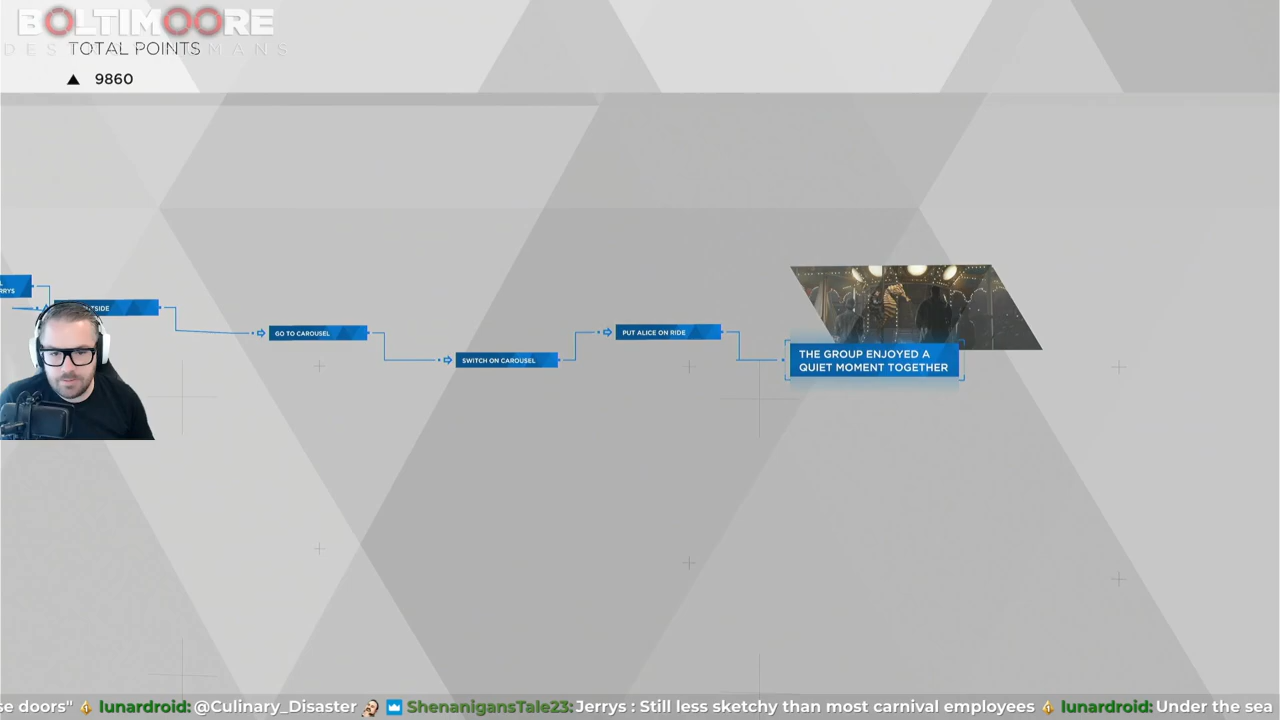 BOLTIMOORE
TOTAL POINTS
9860
RRYS
GO TO CAROUSEL
SWITCH ON CAROUSEL
PUT ALICE ON RIDE
THE GROUP ENJOYED A
QUIET MOMENT TOGETHER
se doors" lunardroid: @Culinary_Disaster ShenanigansTale23: Jerrys : Still less sketchy than most carnival employees lunardroid: Under the sea